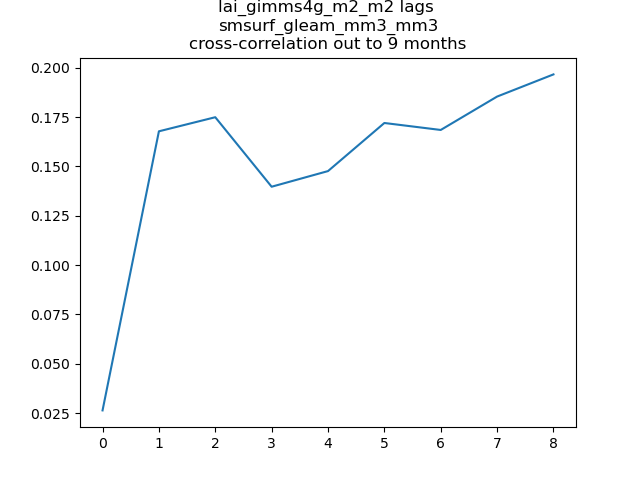 lai_gimms4g_m2_m2 lags
smsurf_gleam_mm3_mm3
cross-correlation out to 9 months
0.200
0.175
0.150
0.125
0.100
0.075
0.050
0.025
0 1 2 3 4 5 6 7 8